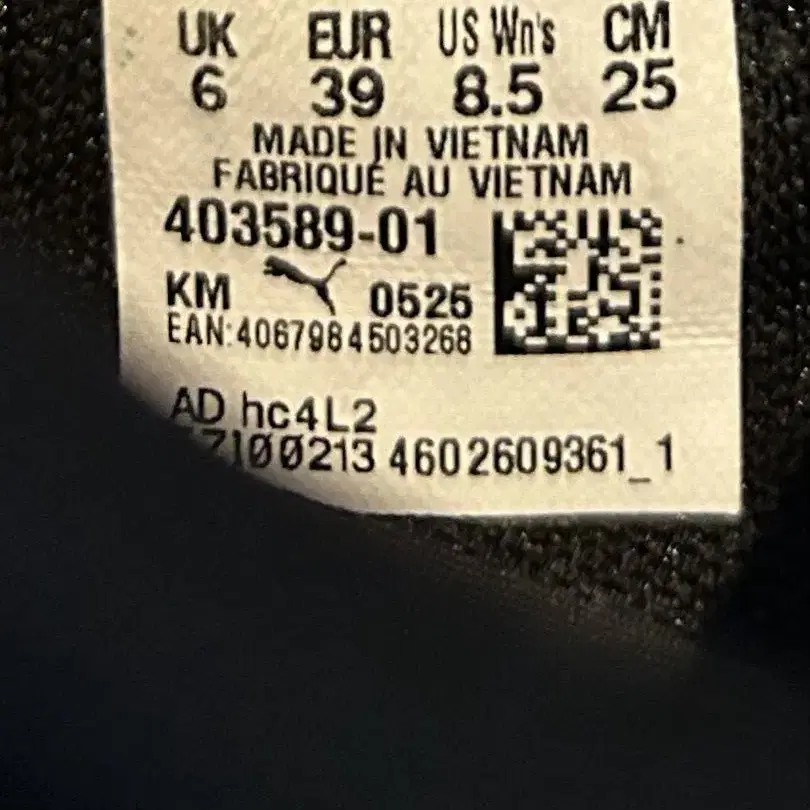 UK EUR US Wn's CM
6 39 8.5 25
MADE IN VIETNAM
FABRIQUÉ AU VIETNAM
403589-01
KM 0525
EAN:4067984503268
AD hc4L2
4602609361_1